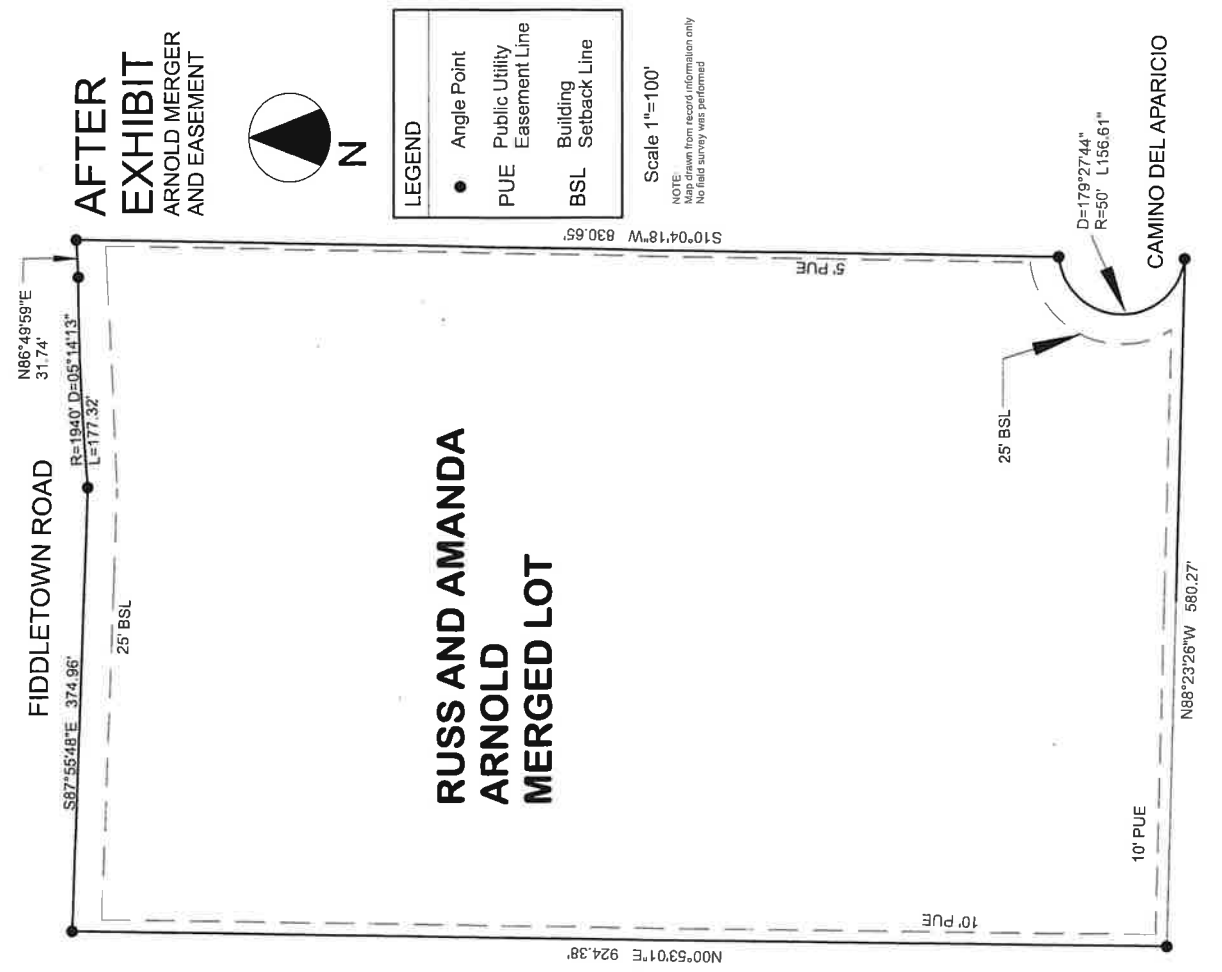 AFTER
EXHIBIT
ARNOLD MERGER
AND EASEMENT
N
LEGEND
Angle Point
PUE Public Utility
Easement Line
BSL Building
Setback Line
Scale 1"=100'
NOTE:
Map drawn from record information only
No field survey was performed
FIDDLETOWN ROAD
N86°49'59"E
31.74'
R=1940' D=05°14'13"
L=177.32'
S87°55'48"E 374.96'
25' BSL
S10°04'18"W 830.65'
5' PUE
RUSS AND AMANDA
ARNOLD
MERGED LOT
25' BSL
D=179°27'44"
R=50' L156.61"
CAMINO DEL APARICIO
N88°23'26"W 580.27'
10' PUE
10' PUE
N00°53'01"E 924.38'